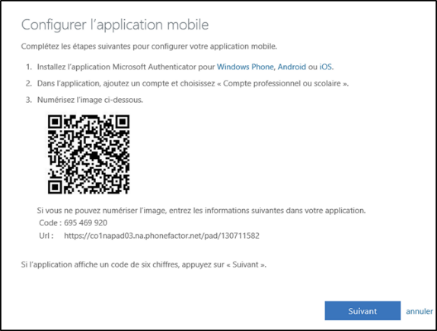 Configurer l'application mobile
Complétez les étapes suivantes pour configurer votre application mobile.
1. Installez l'application Microsoft Authenticator pour Windows Phone, Android ou iOS.
2. Dans l'application, ajoutez un compte et choisissez « Compte professionnel ou scolaire ».
3. Numérisez l'image ci-dessous.
Si vous ne pouvez numériser l'image, entrez les informations suivantes dans votre application.
Code : 695 469 920
Url : https://co1napad03.na.phonefactor.net/pad/130711582
Si l'application affiche un code de six chiffres, appuyez sur « Suivant ».
Suivant annuler